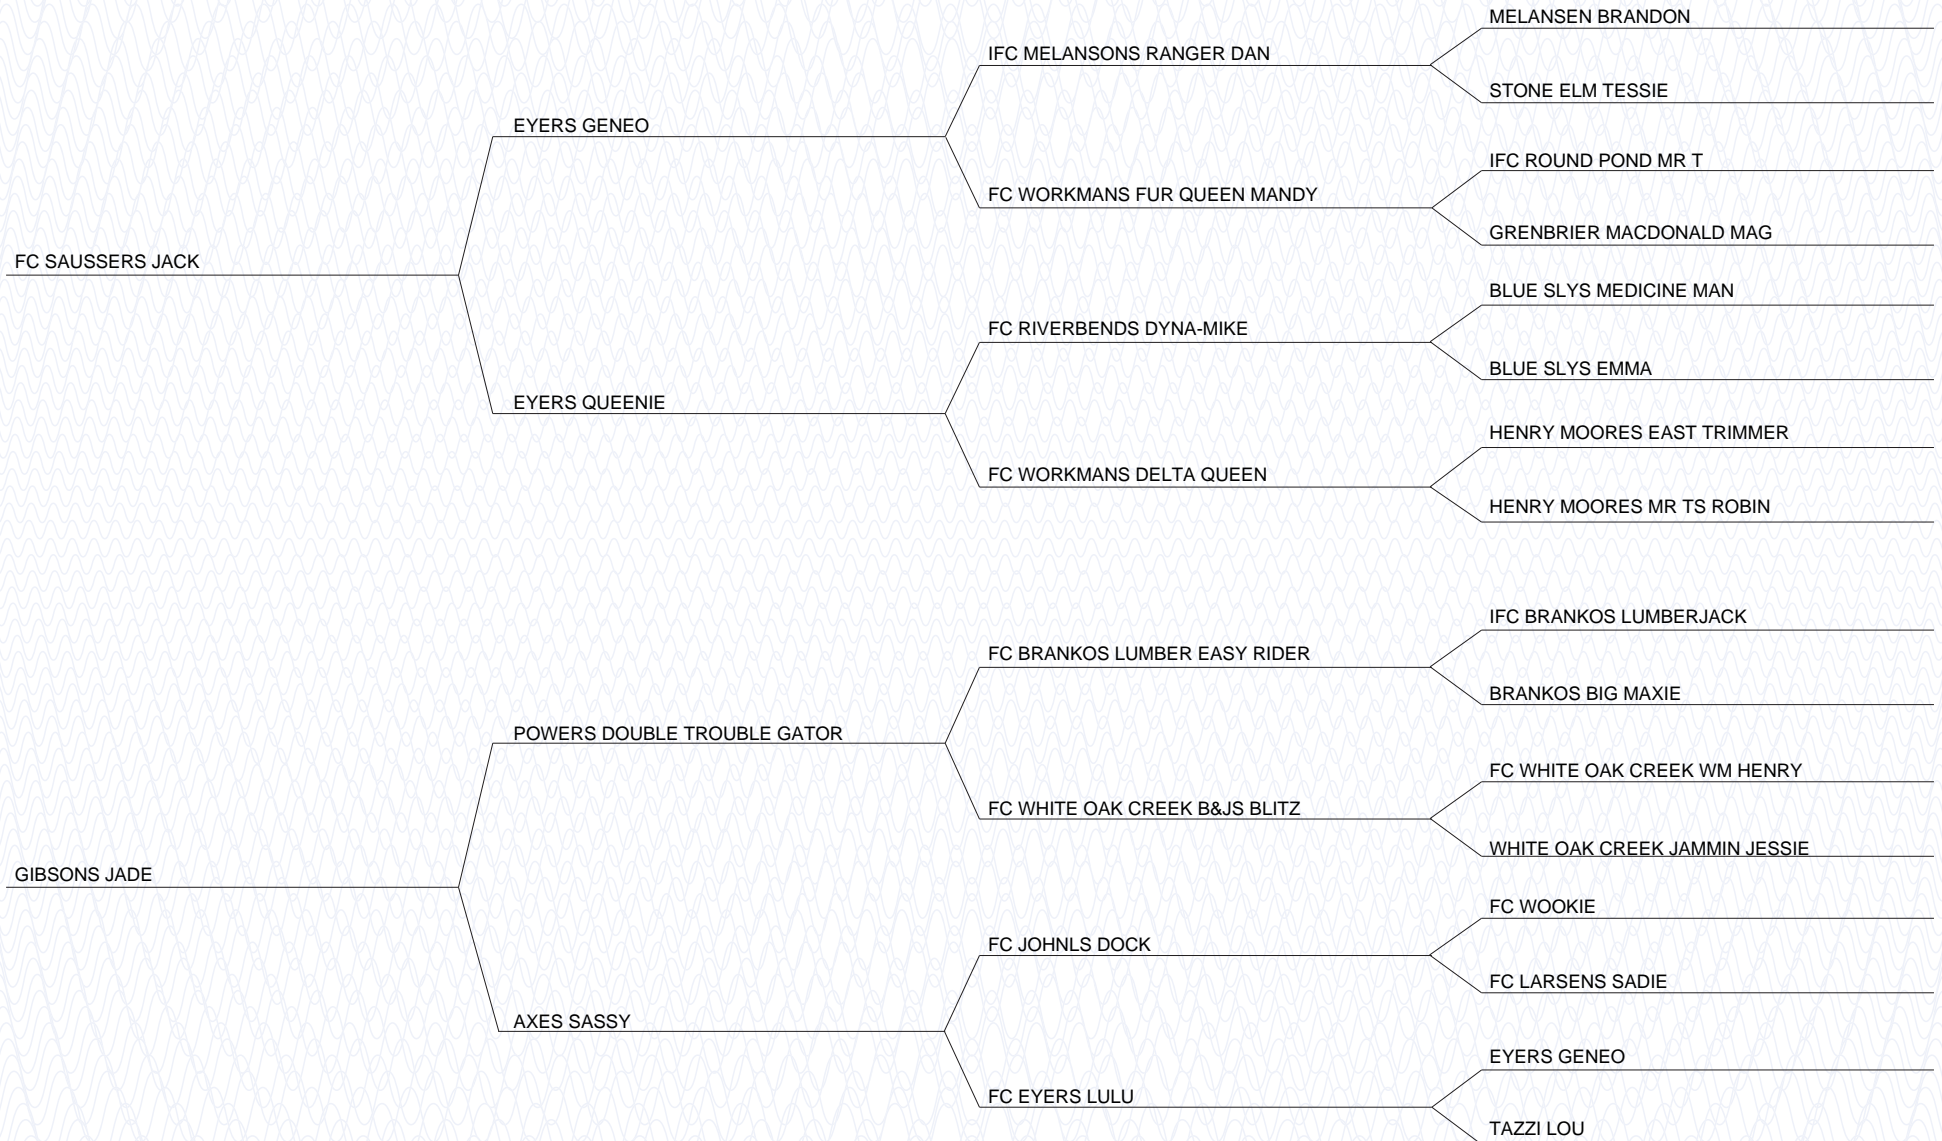 MELANSEN BRANDON
IFC MELANSONS RANGER DAN
STONE ELM TESSIE
EYERS GENEO
IFC ROUND POND MR T
FC WORKMANS FUR QUEEN MANDY
GRENBRIER MACDONALD MAG
FC SAUSSERS JACK
BLUE SLYS MEDICINE MAN
FC RIVERBENDS DYNA-MIKE
BLUE SLYS EMMA
EYERS QUEENIE
HENRY MOORES EAST TRIMMER
FC WORKMANS DELTA QUEEN
HENRY MOORES MR TS ROBIN
IFC BRANKOS LUMBERJACK
FC BRANKOS LUMBER EASY RIDER
BRANKOS BIG MAXIE
POWERS DOUBLE TROUBLE GATOR
FC WHITE OAK CREEK WM HENRY
FC WHITE OAK CREEK B&JS BLITZ
WHITE OAK CREEK JAMMIN JESSIE
GIBSONS JADE
FC WOOKIE
FC JOHNLS DOCK
FC LARSENS SADIE
AXES SASSY
EYERS GENEO
FC EYERS LULU
TAZZI LOU